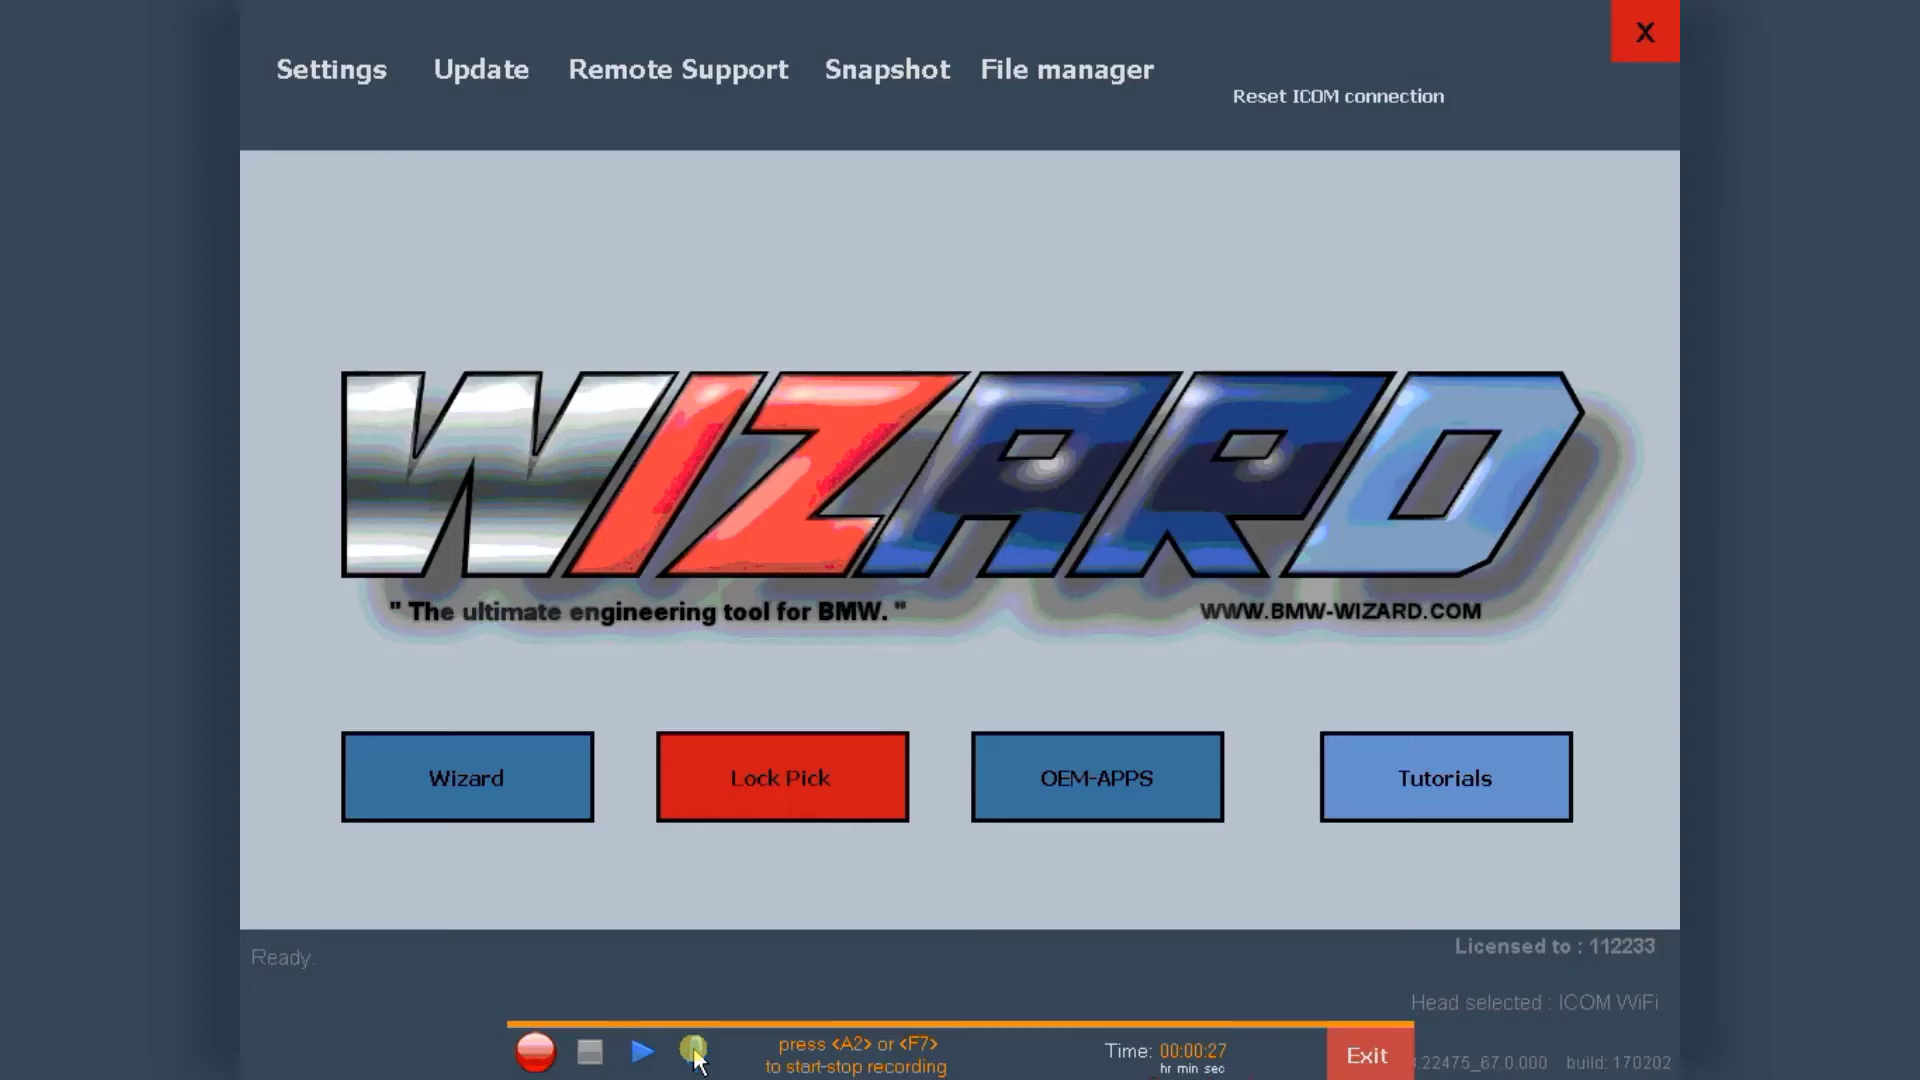 Settings Update Remote Support Snapshot File manager X
Reset ICOM connection
WIZARD
" The ultimate engineering tool for BMW. " WWW.BMW-WIZARD.COM
Wizard Lock Pick OEM-APPS Tutorials
Ready.
Licensed to : 112233
Head selected : ICOM WiFi
press <A2> or <F7>
to start-stop recording
Time: 00:00:27
hr min sec
Exit
.22475_67.0.000 build: 170202